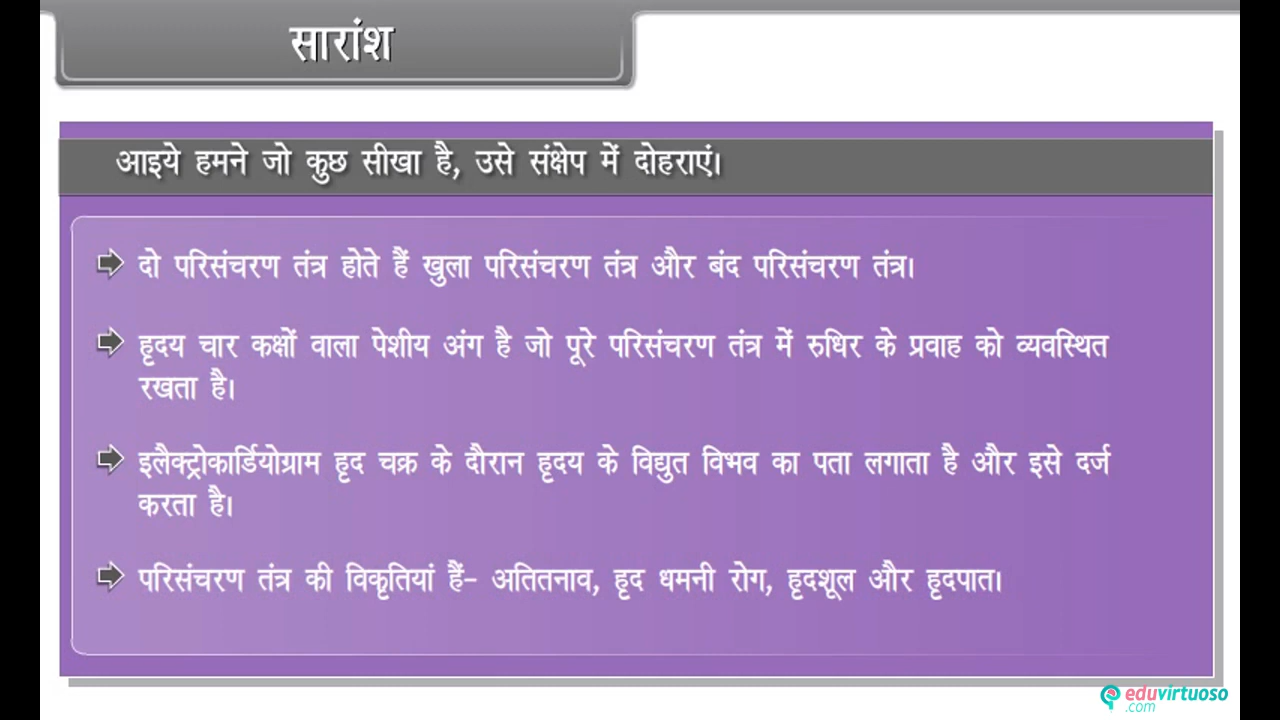 सारांश
आइये हमने जो कुछ सीखा है, उसे संक्षेप में दोहराएं।
दो परिसंचरण तंत्र होते हैं खुला परिसंचरण तंत्र और बंद परिसंचरण तंत्र।
हृदय चार कक्षों वाला पेशीय अंग है जो पूरे परिसंचरण तंत्र में रुधिर के प्रवाह को व्यवस्थित
रखता है।
इलैक्ट्रोकार्डियोग्राम हृद चक्र के दौरान हृदय के विद्युत विभव का पता लगाता है और इसे दर्ज
करता है।
परिसंचरण तंत्र की विकृतियां हैं- अतितनाव, हृद धमनी रोग, हृदशूल और हृदपात।
eduvirtuoso
.com